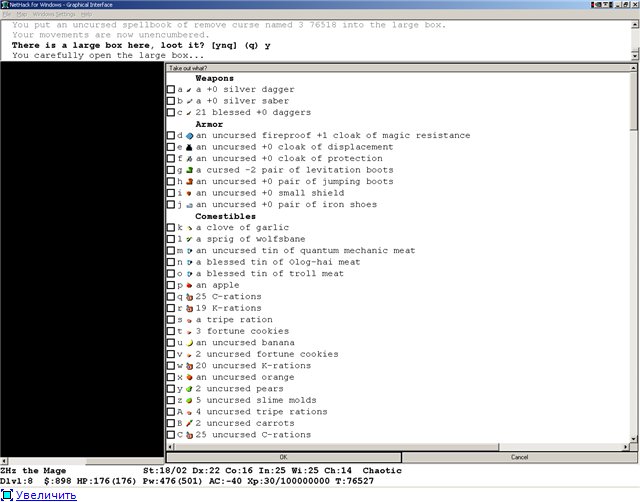 NetHack for Windows - Graphical Interface
File Map Window Settings Help
You put an uncursed spellbook of remove curse named 3 76518 into the large box.
Your movements are now unencumbered.
There is a large box here, loot it? [ynq] (q) y
You carefully open the large box...
Take out what?
Weapons
a a +0 silver dagger
b a +0 silver saber
c 21 blessed +0 daggers
Armor
d an uncursed fireproof +1 cloak of magic resistance
e an uncursed +0 cloak of displacement
f an uncursed +0 cloak of protection
g a cursed -2 pair of levitation boots
h an uncursed +0 pair of jumping boots
i an uncursed +0 small shield
j an uncursed +0 pair of iron shoes
Comestibles
k a clove of garlic
l a sprig of wolfsbane
m an uncursed tin of quantum mechanic meat
n a blessed tin of Olog-hai meat
o a blessed tin of troll meat
p an apple
q 25 C-rations
r 19 K-rations
s a tripe ration
t 3 fortune cookies
u an uncursed banana
v 2 uncursed fortune cookies
w 20 uncursed K-rations
x an uncursed orange
y 2 uncursed pears
z 5 uncursed slime molds
A 4 uncursed tripe rations
B 2 uncursed carrots
C 25 uncursed C-rations
OK Cancel
ZHz the Mage St:18/02 Dx:22 Co:16 In:25 Wi:25 Ch:14 Chaotic
Dlvl:8 $:898 HP:176(176) Pw:476(501) AC:-40 Xp:30/100000000 T:76527
Увеличить